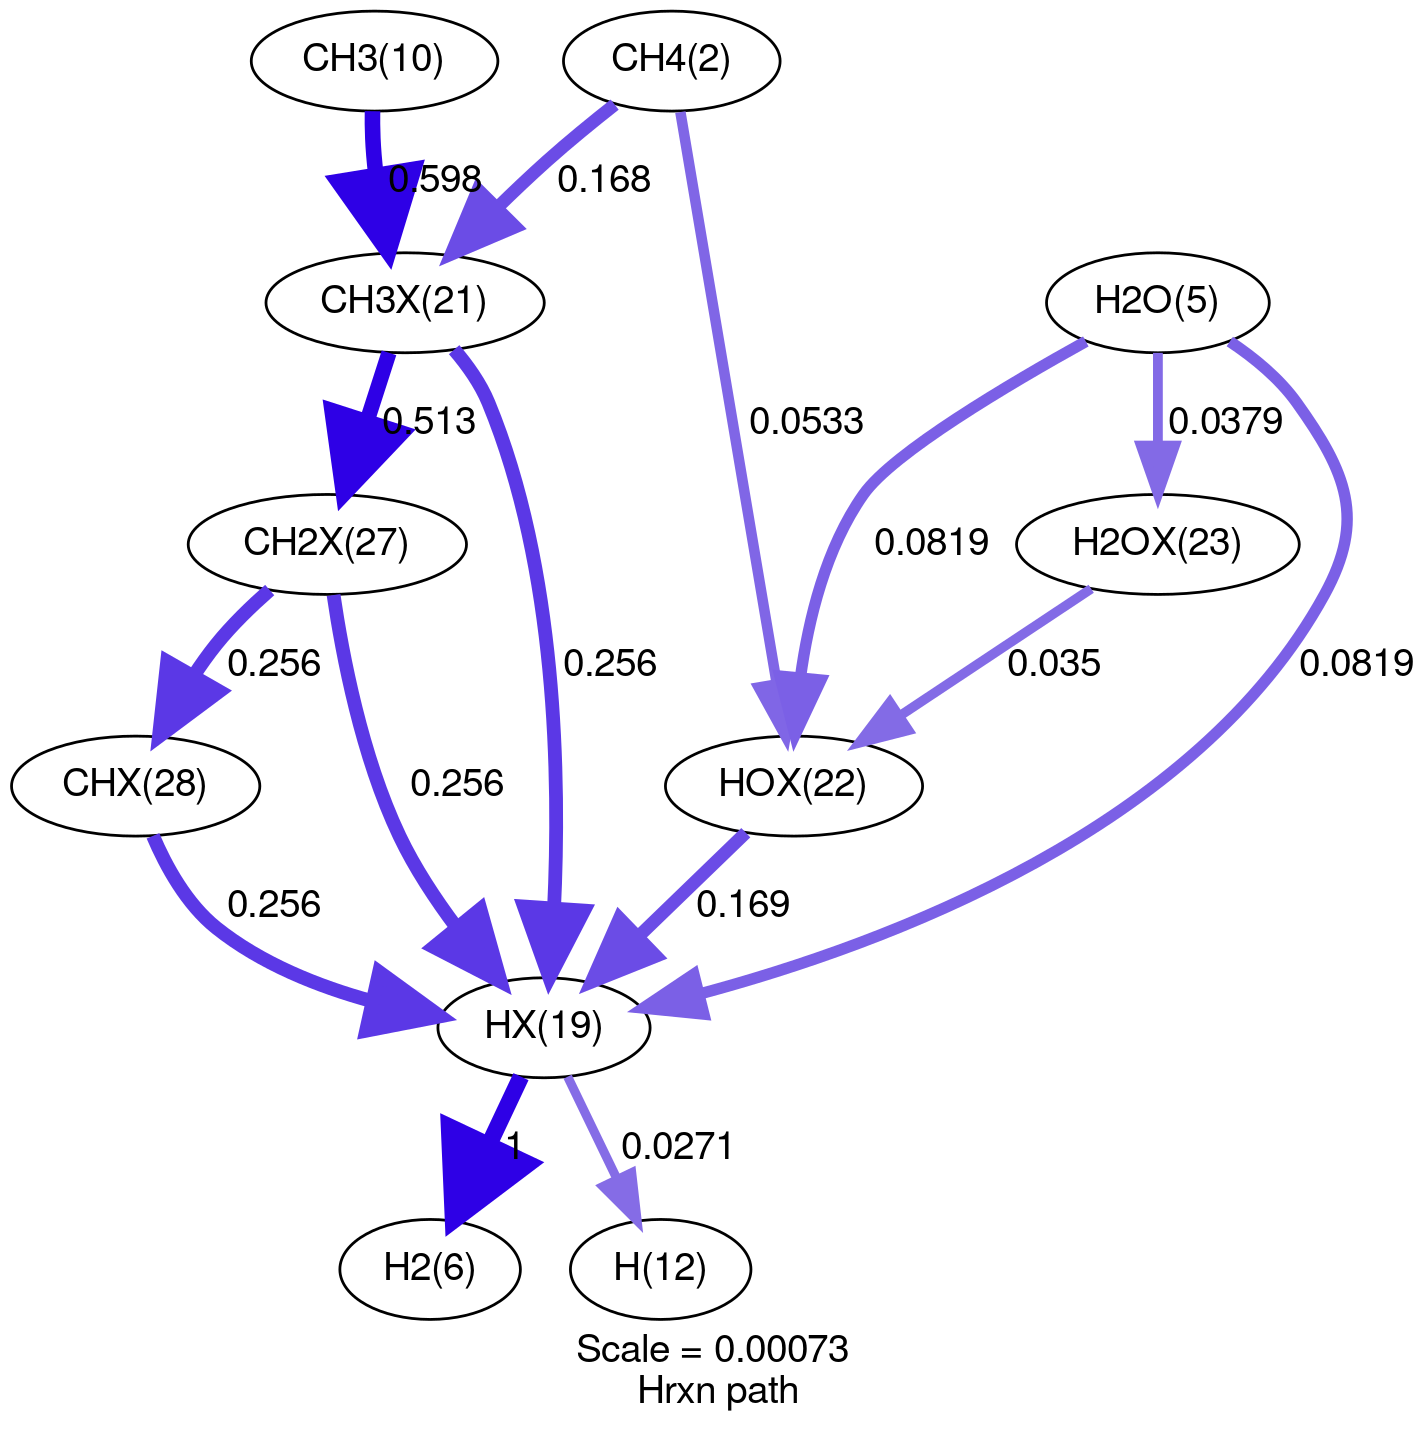 CH3(10)
CH4(2)
0.598
0.168
CH3X(21)
H2O(5)
0.513
0.0533
0.0379
CH2X(27)
0.0819
H2OX(23)
0.256
0.256
0.035
0.0819
CHX(28)
0.256
HOX(22)
0.256
0.169
HX(19)
1
0.0271
H2(6)
H(12)
Scale = 0.00073
Hrxn path